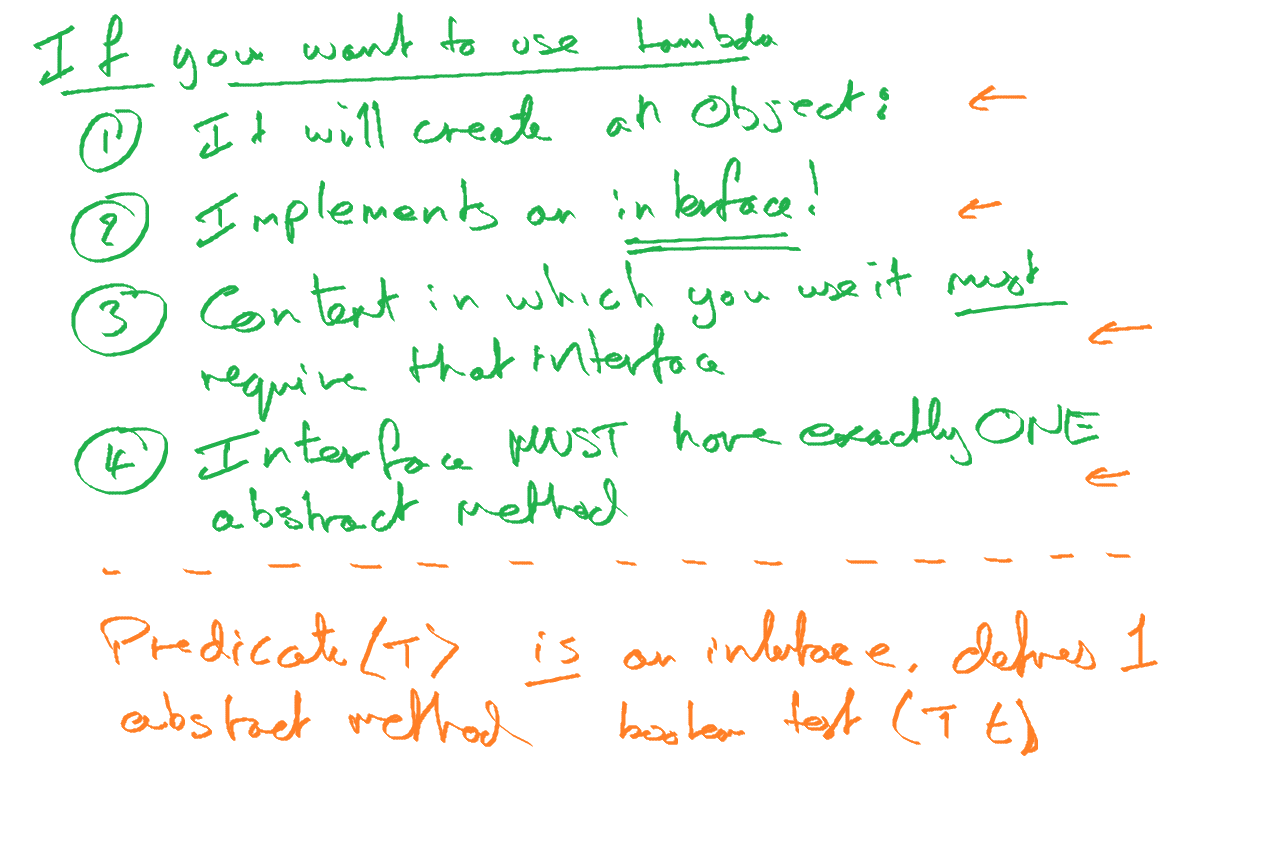 If you want to use Lambda
① It will create an object:
② Implements an interface!
③ Context in which you use it must
require that interface
④ Interface MUST have exactly ONE
abstract method
Predicate<T> is an interface. defines 1
abstract method boolean test (T t)